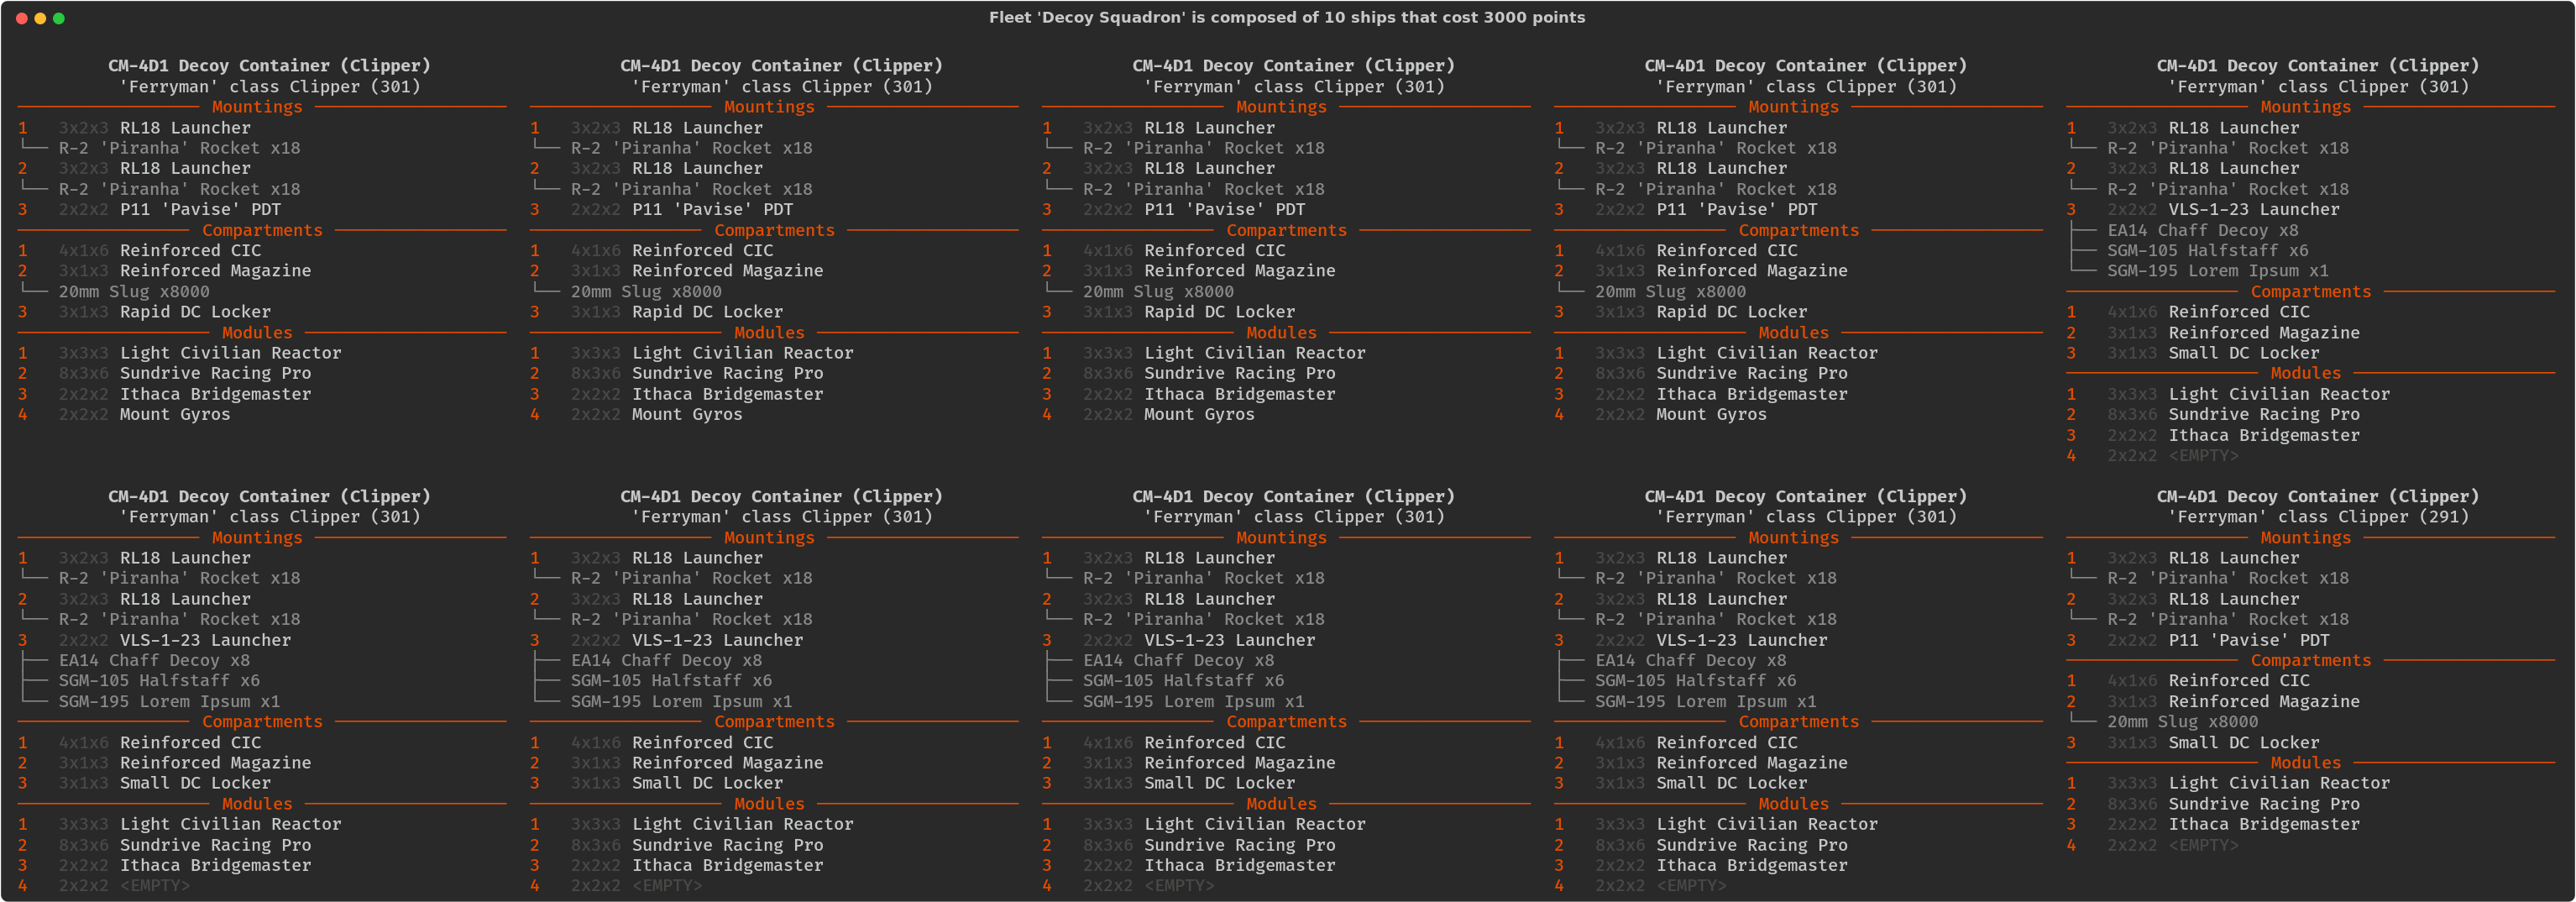 Fleet 'Decoy Squadron' is composed of 10 ships that cost 3000 points
CM-4D1 Decoy Container (Clipper)
'Ferryman' class Clipper (301)
Mountings
1 3x2x3 RL18 Launcher
R-2 'Piranha' Rocket x18
2 3x2x3 RL18 Launcher
R-2 'Piranha' Rocket x18
3 2x2x2 P11 'Pavise' PDT
Compartments
1 4x1x6 Reinforced CIC
2 3x1x3 Reinforced Magazine
20mm Slug x8000
3 3x1x3 Rapid DC Locker
Modules
1 3x3x3 Light Civilian Reactor
2 8x3x6 Sundrive Racing Pro
3 2x2x2 Ithaca Bridgemaster
4 2x2x2 Mount Gyros
CM-4D1 Decoy Container (Clipper)
'Ferryman' class Clipper (301)
Mountings
1 3x2x3 RL18 Launcher
R-2 'Piranha' Rocket x18
2 3x2x3 RL18 Launcher
R-2 'Piranha' Rocket x18
3 2x2x2 P11 'Pavise' PDT
Compartments
1 4x1x6 Reinforced CIC
2 3x1x3 Reinforced Magazine
20mm Slug x8000
3 3x1x3 Rapid DC Locker
Modules
1 3x3x3 Light Civilian Reactor
2 8x3x6 Sundrive Racing Pro
3 2x2x2 Ithaca Bridgemaster
4 2x2x2 Mount Gyros
CM-4D1 Decoy Container (Clipper)
'Ferryman' class Clipper (301)
Mountings
1 3x2x3 RL18 Launcher
R-2 'Piranha' Rocket x18
2 3x2x3 RL18 Launcher
R-2 'Piranha' Rocket x18
3 2x2x2 P11 'Pavise' PDT
Compartments
1 4x1x6 Reinforced CIC
2 3x1x3 Reinforced Magazine
20mm Slug x8000
3 3x1x3 Rapid DC Locker
Modules
1 3x3x3 Light Civilian Reactor
2 8x3x6 Sundrive Racing Pro
3 2x2x2 Ithaca Bridgemaster
4 2x2x2 Mount Gyros
CM-4D1 Decoy Container (Clipper)
'Ferryman' class Clipper (301)
Mountings
1 3x2x3 RL18 Launcher
R-2 'Piranha' Rocket x18
2 3x2x3 RL18 Launcher
R-2 'Piranha' Rocket x18
3 2x2x2 P11 'Pavise' PDT
Compartments
1 4x1x6 Reinforced CIC
2 3x1x3 Reinforced Magazine
20mm Slug x8000
3 3x1x3 Rapid DC Locker
Modules
1 3x3x3 Light Civilian Reactor
2 8x3x6 Sundrive Racing Pro
3 2x2x2 Ithaca Bridgemaster
4 2x2x2 Mount Gyros
CM-4D1 Decoy Container (Clipper)
'Ferryman' class Clipper (301)
Mountings
1 3x2x3 RL18 Launcher
R-2 'Piranha' Rocket x18
2 3x2x3 RL18 Launcher
R-2 'Piranha' Rocket x18
3 2x2x2 VLS-1-23 Launcher
EA14 Chaff Decoy x8
SGM-105 Halfstaff x6
SGM-195 Lorem Ipsum x1
Compartments
1 4x1x6 Reinforced CIC
2 3x1x3 Reinforced Magazine
3 3x1x3 Small DC Locker
Modules
1 3x3x3 Light Civilian Reactor
2 8x3x6 Sundrive Racing Pro
3 2x2x2 Ithaca Bridgemaster
4 2x2x2 <EMPTY>
CM-4D1 Decoy Container (Clipper)
'Ferryman' class Clipper (301)
Mountings
1 3x2x3 RL18 Launcher
R-2 'Piranha' Rocket x18
2 3x2x3 RL18 Launcher
R-2 'Piranha' Rocket x18
3 2x2x2 VLS-1-23 Launcher
EA14 Chaff Decoy x8
SGM-105 Halfstaff x6
SGM-195 Lorem Ipsum x1
Compartments
1 4x1x6 Reinforced CIC
2 3x1x3 Reinforced Magazine
3 3x1x3 Small DC Locker
Modules
1 3x3x3 Light Civilian Reactor
2 8x3x6 Sundrive Racing Pro
3 2x2x2 Ithaca Bridgemaster
4 2x2x2 <EMPTY>
CM-4D1 Decoy Container (Clipper)
'Ferryman' class Clipper (301)
Mountings
1 3x2x3 RL18 Launcher
R-2 'Piranha' Rocket x18
2 3x2x3 RL18 Launcher
R-2 'Piranha' Rocket x18
3 2x2x2 VLS-1-23 Launcher
EA14 Chaff Decoy x8
SGM-105 Halfstaff x6
SGM-195 Lorem Ipsum x1
Compartments
1 4x1x6 Reinforced CIC
2 3x1x3 Reinforced Magazine
3 3x1x3 Small DC Locker
Modules
1 3x3x3 Light Civilian Reactor
2 8x3x6 Sundrive Racing Pro
3 2x2x2 Ithaca Bridgemaster
4 2x2x2 <EMPTY>
CM-4D1 Decoy Container (Clipper)
'Ferryman' class Clipper (301)
Mountings
1 3x2x3 RL18 Launcher
R-2 'Piranha' Rocket x18
2 3x2x3 RL18 Launcher
R-2 'Piranha' Rocket x18
3 2x2x2 VLS-1-23 Launcher
EA14 Chaff Decoy x8
SGM-105 Halfstaff x6
SGM-195 Lorem Ipsum x1
Compartments
1 4x1x6 Reinforced CIC
2 3x1x3 Reinforced Magazine
3 3x1x3 Small DC Locker
Modules
1 3x3x3 Light Civilian Reactor
2 8x3x6 Sundrive Racing Pro
3 2x2x2 Ithaca Bridgemaster
4 2x2x2 <EMPTY>
CM-4D1 Decoy Container (Clipper)
'Ferryman' class Clipper (301)
Mountings
1 3x2x3 RL18 Launcher
R-2 'Piranha' Rocket x18
2 3x2x3 RL18 Launcher
R-2 'Piranha' Rocket x18
3 2x2x2 VLS-1-23 Launcher
EA14 Chaff Decoy x8
SGM-105 Halfstaff x6
SGM-195 Lorem Ipsum x1
Compartments
1 4x1x6 Reinforced CIC
2 3x1x3 Reinforced Magazine
3 3x1x3 Small DC Locker
Modules
1 3x3x3 Light Civilian Reactor
2 8x3x6 Sundrive Racing Pro
3 2x2x2 Ithaca Bridgemaster
4 2x2x2 <EMPTY>
CM-4D1 Decoy Container (Clipper)
'Ferryman' class Clipper (291)
Mountings
1 3x2x3 RL18 Launcher
R-2 'Piranha' Rocket x18
2 3x2x3 RL18 Launcher
R-2 'Piranha' Rocket x18
3 2x2x2 P11 'Pavise' PDT
Compartments
1 4x1x6 Reinforced CIC
2 3x1x3 Reinforced Magazine
20mm Slug x8000
3 3x1x3 Small DC Locker
Modules
1 3x3x3 Light Civilian Reactor
2 8x3x6 Sundrive Racing Pro
3 2x2x2 Ithaca Bridgemaster
4 2x2x2 <EMPTY>